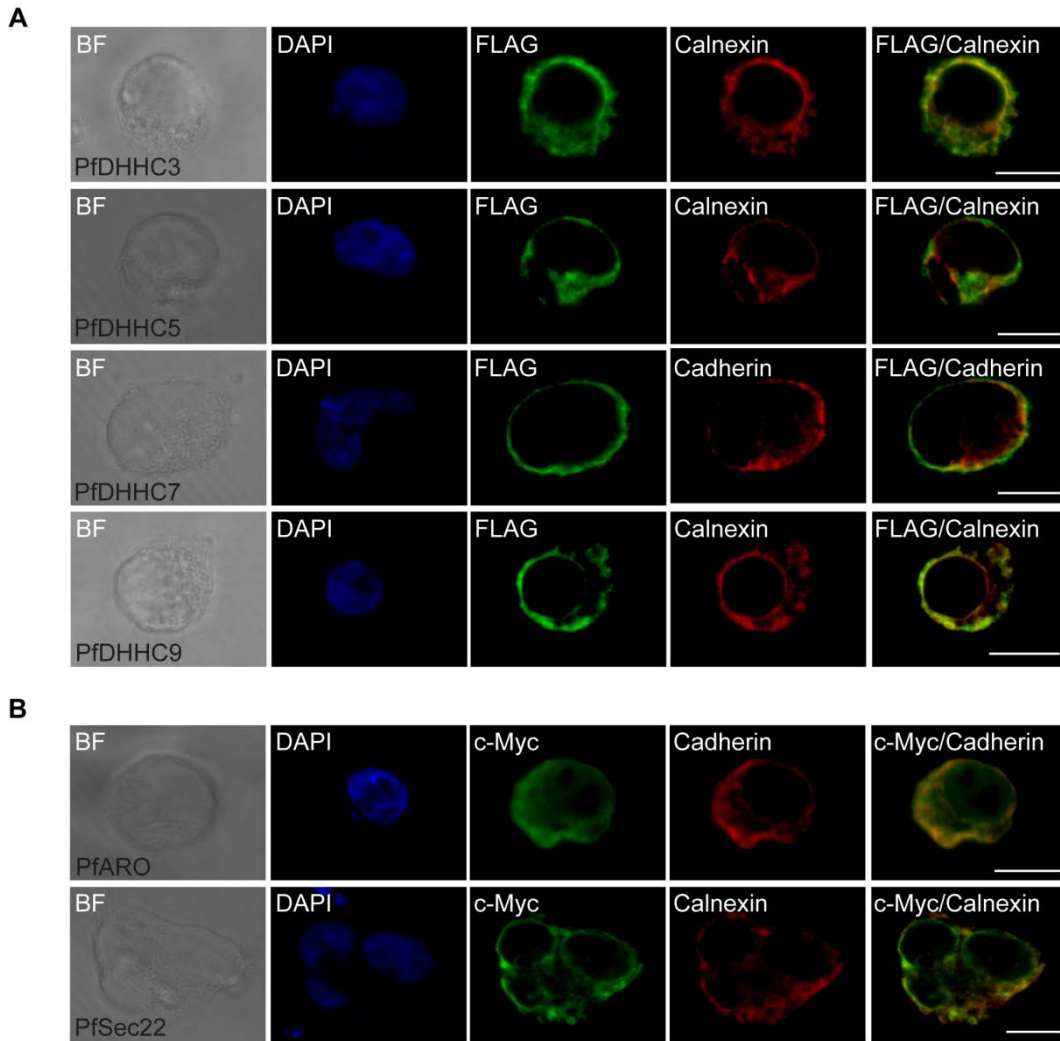 A
BF DAPI FLAG Calnexin FLAG/Calnexin
PfDHHC3
BF DAPI FLAG Calnexin FLAG/Calnexin
PfDHHC5
BF DAPI FLAG Cadherin FLAG/Cadherin
PfDHHC7
BF DAPI FLAG Calnexin FLAG/Calnexin
PfDHHC9
B
BF DAPI c-Myc Cadherin c-Myc/Cadherin
PfARO
BF DAPI c-Myc Calnexin c-Myc/Calnexin
PfSec22